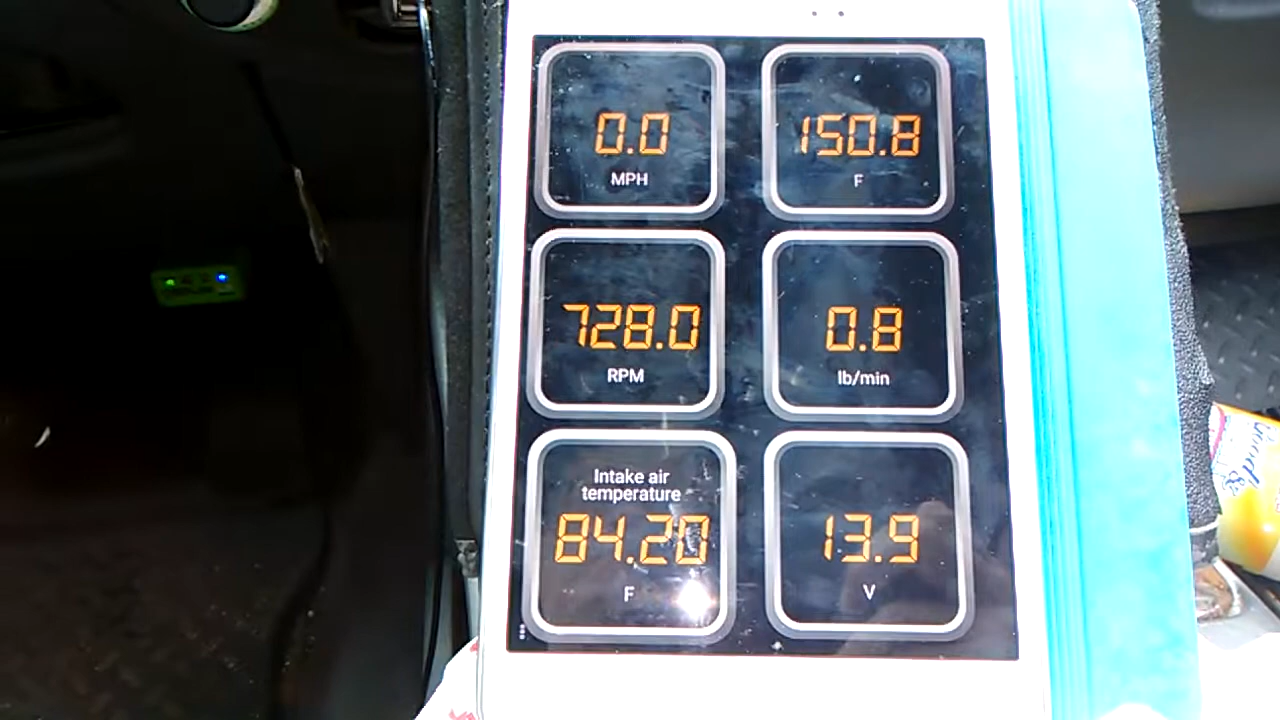 0.0
MPH
150.8
F
728.0
RPM
0.8
lb/min
Intake air
temperature
84.20
F
13.9
V